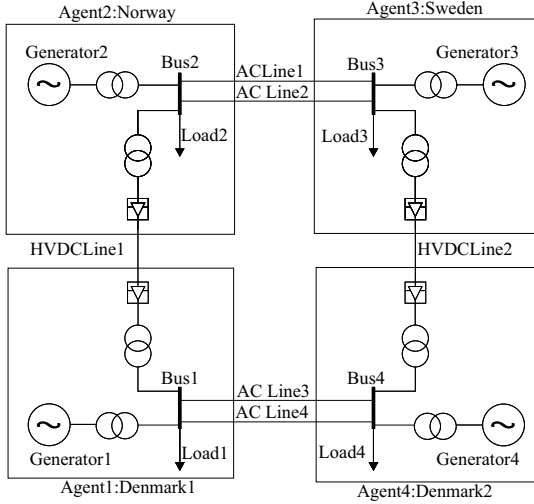 Agent2:Norway
Agent3:Sweden
Generator2
Bus2
ACLine1
AC Line2
Bus3
Generator3
Load2
Load3
HVDCLine1
HVDCLine2
Bus1
AC Line3
AC Line4
Bus4
Generator1
Load1
Load4
Generator4
Agent1:Denmark1
Agent4:Denmark2